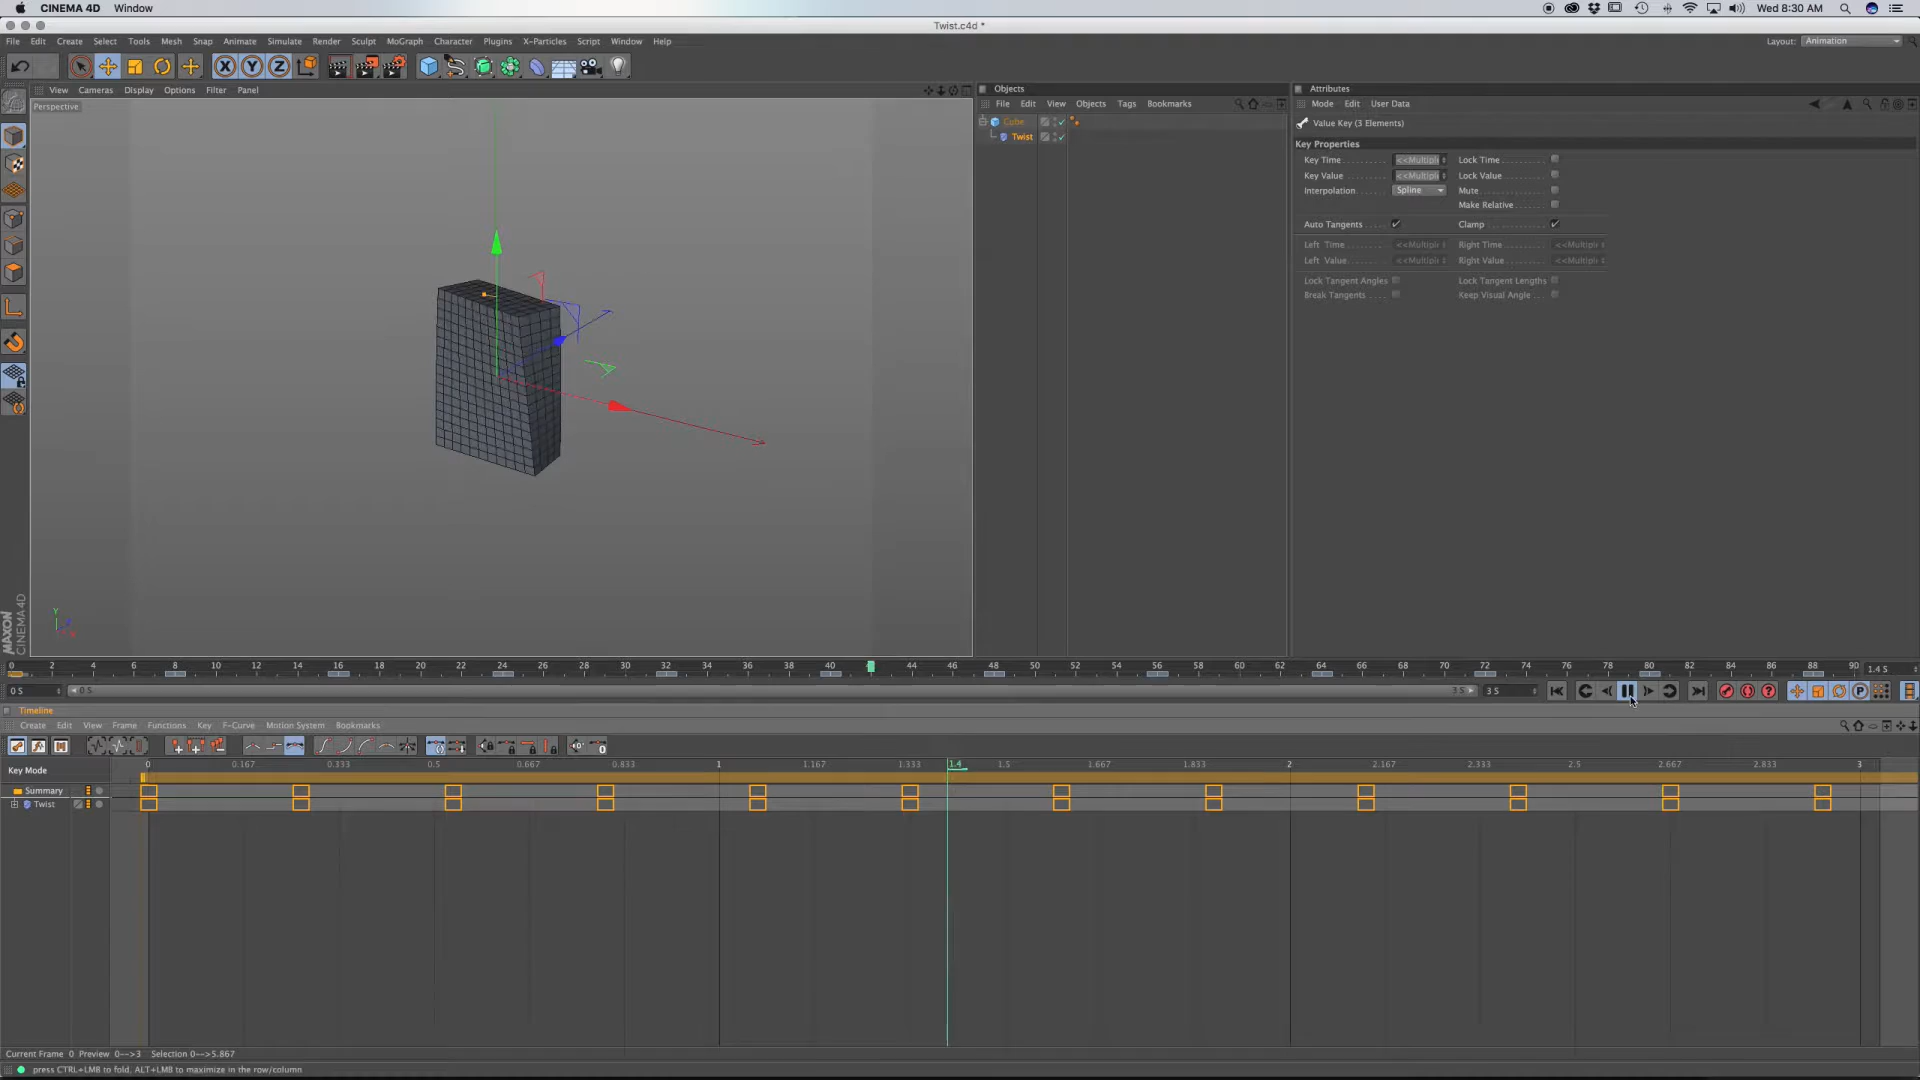 CINEMA 4D Window Wed 8:30 AM
Twist.c4d *
File Edit Create Select Tools Mesh Snap Animate Simulate Render Sculpt MoGraph Character Plugins X-Particles Script Window Help Layout: Animation
X Y Z
View Cameras Display Options Filter Panel
Objects
Attributes
File Edit View Objects Tags Bookmarks
Mode Edit User Data
Perspective
Cube
Twist
Value Key (3 Elements)
Key Properties
Key Time <<Multipl Lock Time
Key Value <<Multipl Lock Value
Interpolation Spline Mute
Make Relative
Auto Tangents Clamp
Left Time <<Multipl Right Time <<Multipl
Left Value <<Multipl Right Value <<Multipl
Lock Tangent Angles Lock Tangent Lengths
Break Tangents Keep Visual Angle
Y
MAXON
CINEMA 4D
0 2 4 6 8 10 12 14 16 18 20 22 24 26 28 30 32 34 36 38 40 44 46 48 50 52 54 56 58 60 62 64 66 68 70 72 74 76 78 80 82 84 86 88 90 1.4 S
0 S 0 S 3 S 3 S P
Timeline
Create Edit View Frame Functions Key F-Curve Motion System Bookmarks
Key Mode 0 0.167 0.333 0.5 0.667 0.833 1 1.167 1.333 1.4 1.5 1.667 1.833 2 2.167 2.333 2.5 2.667 2.833 3
Summary
Twist
Current Frame 0 Preview 0-->3 Selection 0-->5.867
press CTRL+LMB to fold, ALT+LMB to maximize in the row/column